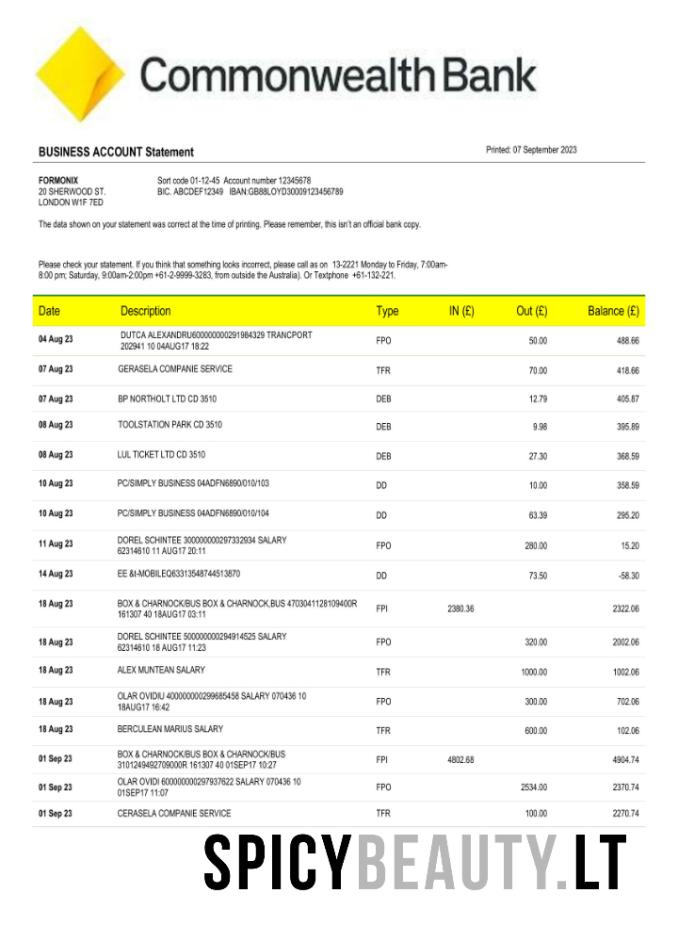 CommonwealthBank
BUSINESS ACCOUNT Statement
Printed: 07 September 2023
FORMONIX
Sort code 01-12-45 Account number 12345678
20 SHERWOOD ST.
BIC. ABCDEF12349 IBAN:GB88LOYD30009123456789
LONDON W1F 7ED
The data shown on your statement was correct at the time of printing. Please remember, this isn't an official bank copy.
Please check your statement. If you think that something looks incorrect, please call as on 13-2221 Monday to Friday, 7:00am-
8:00 pm; Saturday, 9:00am-2:00pm +61-2-9999-3283, from outside the Australia). Or Textphone +61-132-221.
Date Description Type IN (£) Out (£) Balance (£)
04 Aug 23 DUTCA ALEXANDRU600000000291984329 TRANCPORT
202941 10 04AUG17 18:22 FPO 50.00 488.66
07 Aug 23 GERASELA COMPANIE SERVICE TFR 70.00 418.66
07 Aug 23 BP NORTHOLT LTD CD 3510 DEB 12.79 405.87
08 Aug 23 TOOLSTATION PARK CD 3510 DEB 9.98 395.89
08 Aug 23 LUL TICKET LTD CD 3510 DEB 27.30 368.59
10 Aug 23 PC/SIMPLY BUSINESS 04ADFN6890/010/103 DD 10.00 358.59
10 Aug 23 PC/SIMPLY BUSINESS 04ADFN6890/010/104 DD 63.39 295.20
11 Aug 23 DOREL SCHINTEE 300000000297332934 SALARY
62314610 11 AUG17 20:11 FPO 280.00 15.20
14 Aug 23 EE &t-MOBILEQ63313548744513870 DD 73.50 -58.30
18 Aug 23 BOX & CHARNOCK/BUS BOX & CHARNOCK,BUS 4703041128109400R
161307 40 18AUG17 03:11 FPI 2380.36 2322.06
18 Aug 23 DOREL SCHINTEE 500000000294914525 SALARY
62314610 18 AUG17 11:23 FPO 320.00 2002.06
18 Aug 23 ALEX MUNTEAN SALARY TFR 1000.00 1002.06
18 Aug 23 OLAR OVIDIU 400000000299685458 SALARY 070436 10
18AUG17 16:42 FPO 300.00 702.06
18 Aug 23 BERCULEAN MARIUS SALARY TFR 600.00 102.06
01 Sep 23 BOX & CHARNOCK/BUS BOX & CHARNOCK/BUS
3101249492709000R 161307 40 01SEP17 10:27 FPI 4802.68 4904.74
01 Sep 23 OLAR OVIDI 600000000297937622 SALARY 070436 10
01SEP17 11:07 FPO 2534.00 2370.74
01 Sep 23 CERASELA COMPANIE SERVICE TFR 100.00 2270.74
SPICYBEAUTY.LT